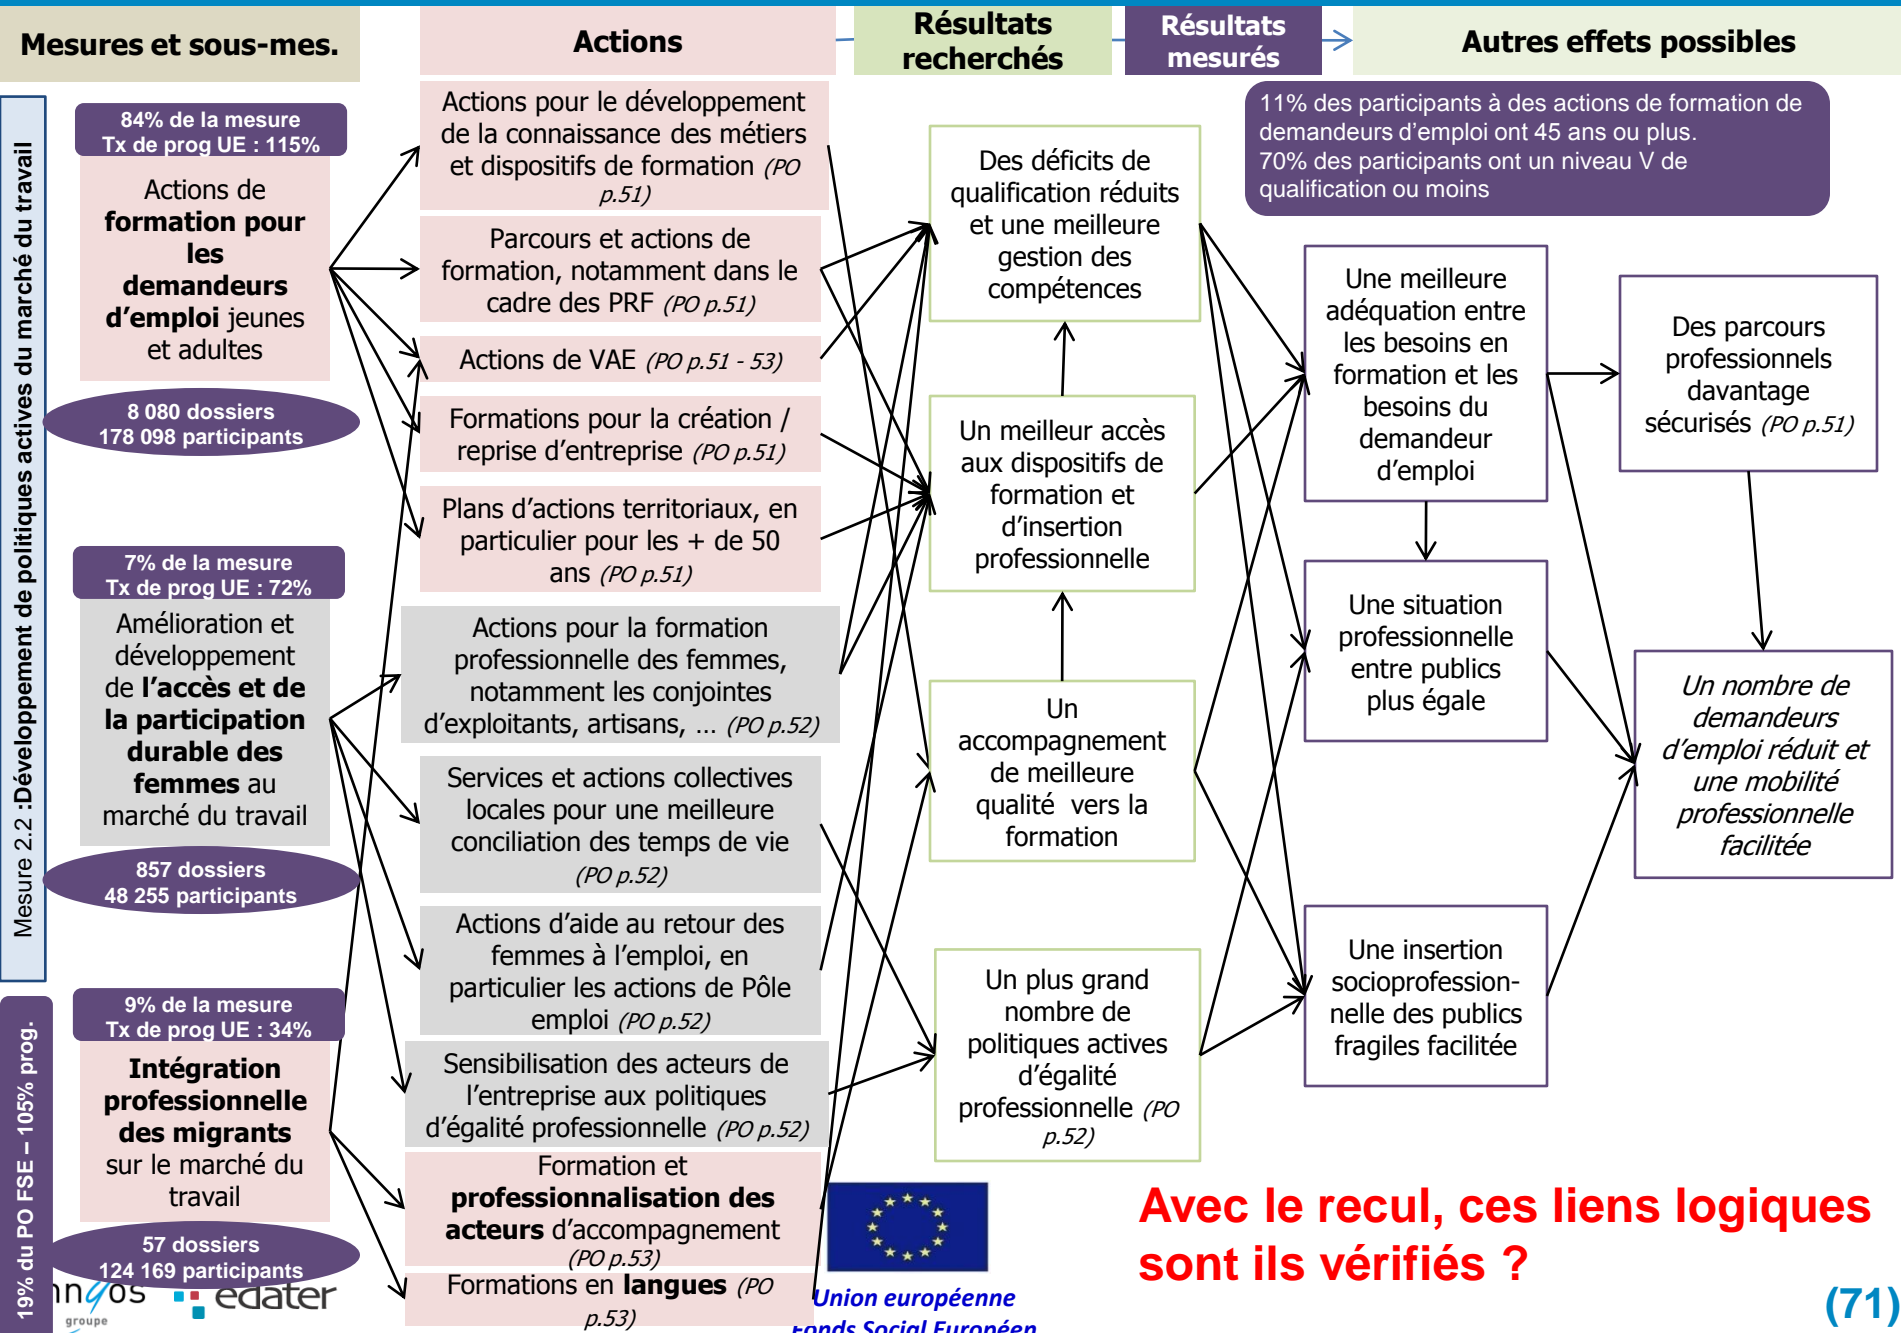 Mesures et sous-mes.
Actions
Résultats
recherchés
Résultats
mesurés
Autres effets possibles
Mesure 2.2 :Développement de politiques actives du marché du travail
19% du PO FSE – 105% prog.
84% de la mesure
Tx de prog UE : 115%
Actions de
formation pour
les
demandeurs
d'emploi jeunes
et adultes
8 080 dossiers
178 098 participants
7% de la mesure
Tx de prog UE : 72%
Amélioration et
développement
de l'accès et de
la participation
durable des
femmes au
marché du travail
857 dossiers
48 255 participants
9% de la mesure
Tx de prog UE : 34%
Intégration
professionnelle
des migrants
sur le marché du
travail
57 dossiers
124 169 participants
Actions pour le développement
de la connaissance des métiers
et dispositifs de formation (PO
p.51)
Parcours et actions de
formation, notamment dans le
cadre des PRF (PO p.51)
Actions de VAE (PO p.51 - 53)
Formations pour la création /
reprise d'entreprise (PO p.51)
Plans d'actions territoriaux, en
particulier pour les + de 50
ans (PO p.51)
Actions pour la formation
professionnelle des femmes,
notamment les conjointes
d'exploitants, artisans, … (PO p.52)
Services et actions collectives
locales pour une meilleure
conciliation des temps de vie
(PO p.52)
Actions d'aide au retour des
femmes à l'emploi, en
particulier les actions de Pôle
emploi (PO p.52)
Sensibilisation des acteurs de
l'entreprise aux politiques
d'égalité professionnelle (PO p.52)
Formation et
professionnalisation des
acteurs d'accompagnement
(PO p.53)
Formations en langues (PO
p.53)
Des déficits de
qualification réduits
et une meilleure
gestion des
compétences
Un meilleur accès
aux dispositifs de
formation et
d'insertion
professionnelle
Un
accompagnement
de meilleure
qualité vers la
formation
Un plus grand
nombre de
politiques actives
d'égalité
professionnelle (PO
p.52)
11% des participants à des actions de formation de
demandeurs d'emploi ont 45 ans ou plus.
70% des participants ont un niveau V de
qualification ou moins
Une meilleure
adéquation entre
les besoins en
formation et les
besoins du
demandeur
d'emploi
Une situation
professionnelle
entre publics
plus égale
Une insertion
socioprofession-
nelle des publics
fragiles facilitée
Des parcours
professionnels
davantage
sécurisés (PO p.51)
Un nombre de
demandeurs
d'emploi réduit et
une mobilité
professionnelle
facilitée
Avec le recul, ces liens logiques
sont ils vérifiés ?
Union européenne
Fonds Social Européen
groupe
edater
(71)